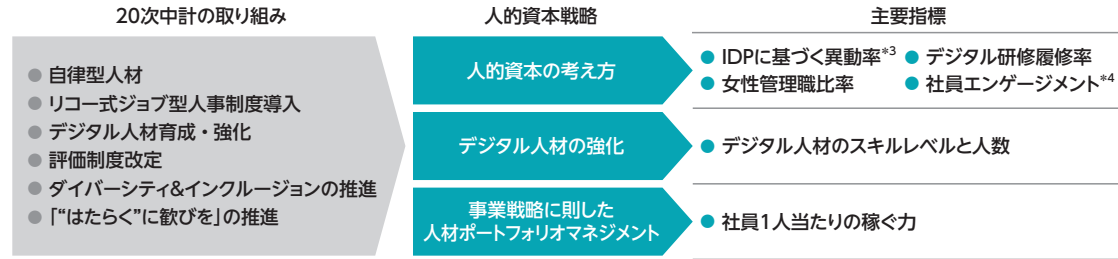 20次中計の取り組み
人的資本戦略
主要指標
● 自律型人材
● リコー式ジョブ型人事制度導入
● デジタル人材育成・強化
● 評価制度改定
● ダイバーシティ&インクルージョンの推進
● 「“はたらく”に歓びを」の推進
人的資本の考え方
● IDPに基づく異動率*3 ● デジタル研修履修率
● 女性管理職比率 ● 社員エンゲージメント*4
デジタル人材の強化
● デジタル人材のスキルレベルと人数
事業戦略に則した
人材ポートフォリオマネジメント
● 社員1人当たりの稼ぐ力